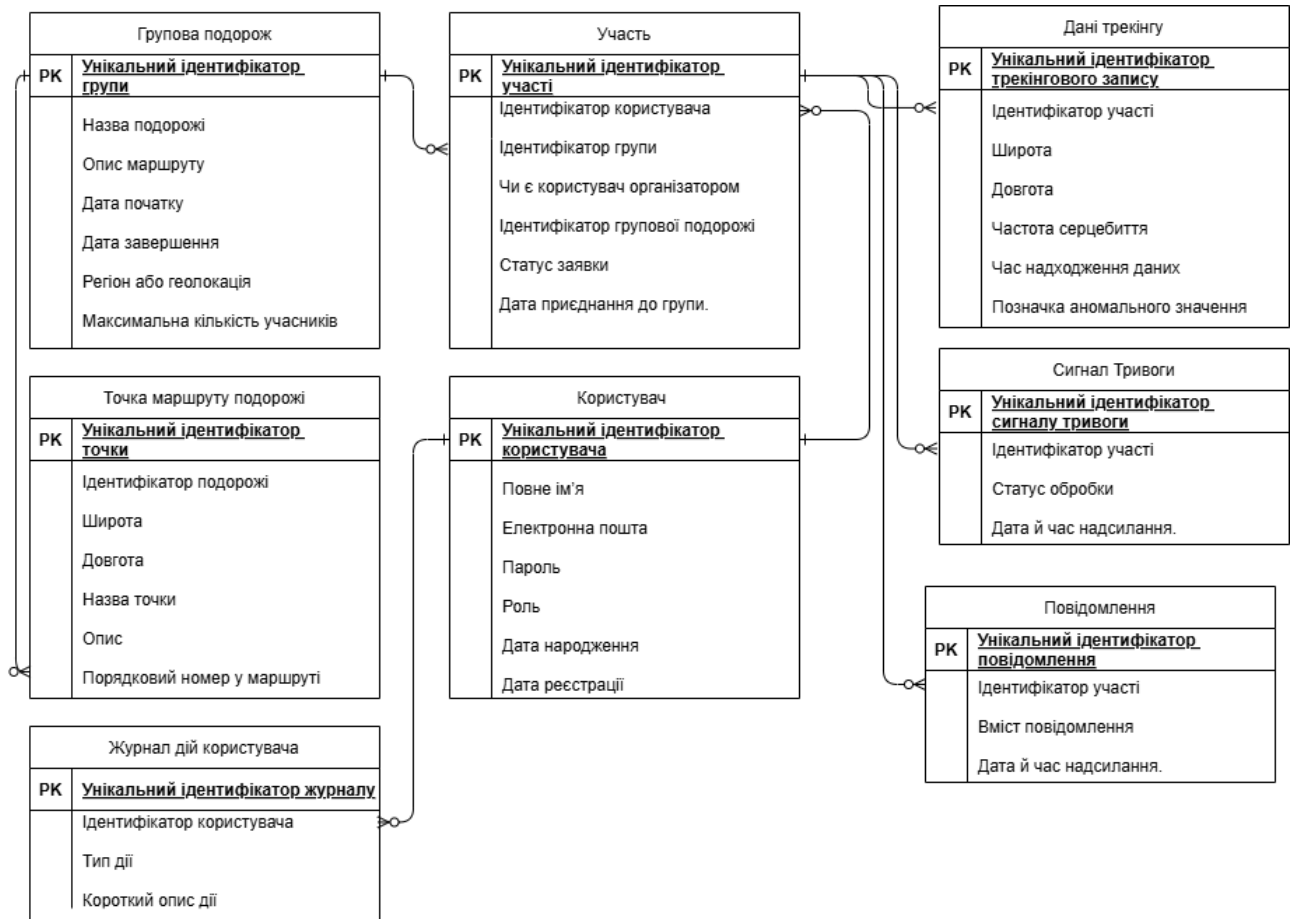 Групова подорож
PK
Унікальний ідентифікатор
групи
Назва подорожі
Опис маршруту
Дата початку
Дата завершення
Регіон або геолокація
Максимальна кількість учасників
Участь
PK
Унікальний ідентифікатор
участі
Ідентифікатор користувача
Ідентифікатор групи
Чи є користувач організатором
Ідентифікатор групової подорожі
Статус заявки
Дата приєднання до групи.
Дані трекінгу
PK
Унікальний ідентифікатор
трекінгового запису
Ідентифікатор участі
Широта
Довгота
Частота серцебиття
Час надходження даних
Позначка аномального значення
Точка маршруту подорожі
PK
Унікальний ідентифікатор
точки
Ідентифікатор подорожі
Широта
Довгота
Назва точки
Опис
Порядковий номер у маршруті
Користувач
PK
Унікальний ідентифікатор
користувача
Повне ім’я
Електронна пошта
Пароль
Роль
Дата народження
Дата реєстрації
Сигнал Тривоги
PK
Унікальний ідентифікатор
сигналу тривоги
Ідентифікатор участі
Статус обробки
Дата й час надсилання.
Повідомлення
PK
Унікальний ідентифікатор
повідомлення
Ідентифікатор участі
Вміст повідомлення
Дата й час надсилання.
Журнал дій користувача
PK
Унікальний ідентифікатор журналу
Ідентифікатор користувача
Тип дії
Короткий опис дії